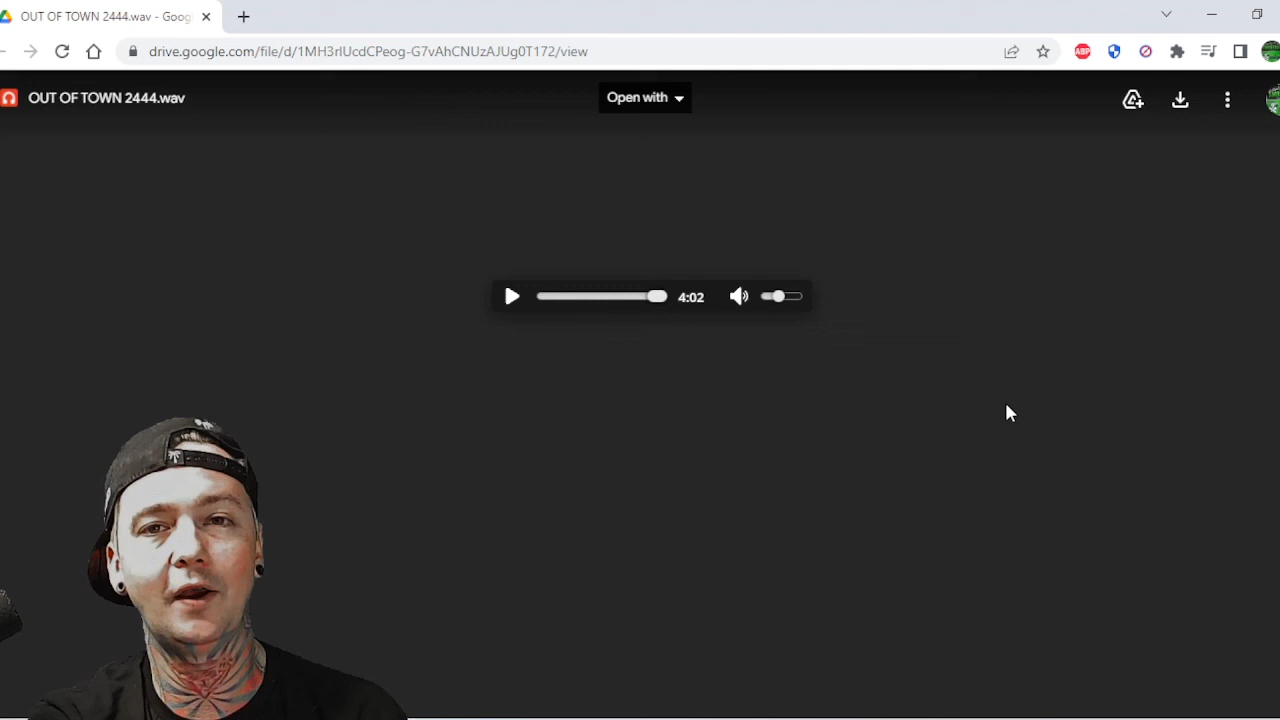 OUT OF TOWN 2444.wav - Goog
drive.google.com/file/d/1MH3rlUcdCPeog-G7vAhCNUzAJUg0T172/view
ABP
OUT OF TOWN 2444.wav
Open with
4:02